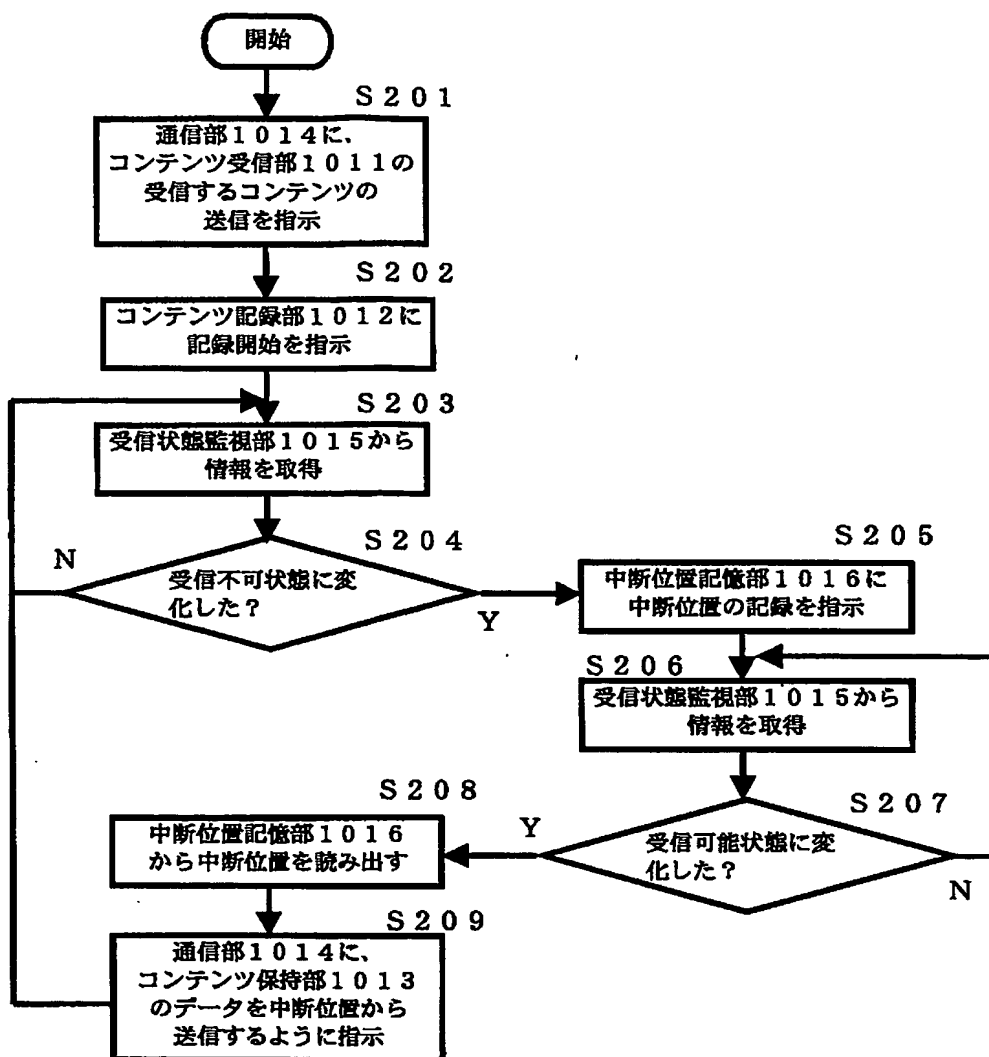 開始
S201
通信部1014に、
コンテンツ受信部1011の
受信するコンテンツの
送信を指示
S202
コンテンツ記録部1012に
記録開始を指示
S203
受信状態監視部1015から
情報を取得
S204
N
受信不可状態に変
化した？
Y
S205
中断位置記憶部1016に
中断位置の記録を指示
S206
受信状態監視部1015から
情報を取得
S207
受信可能状態に変
化した？
Y
N
S208
中断位置記憶部1016
から中断位置を読み出す
S209
通信部1014に、
コンテンツ保持部1013
のデータを中断位置から
送信するように指示